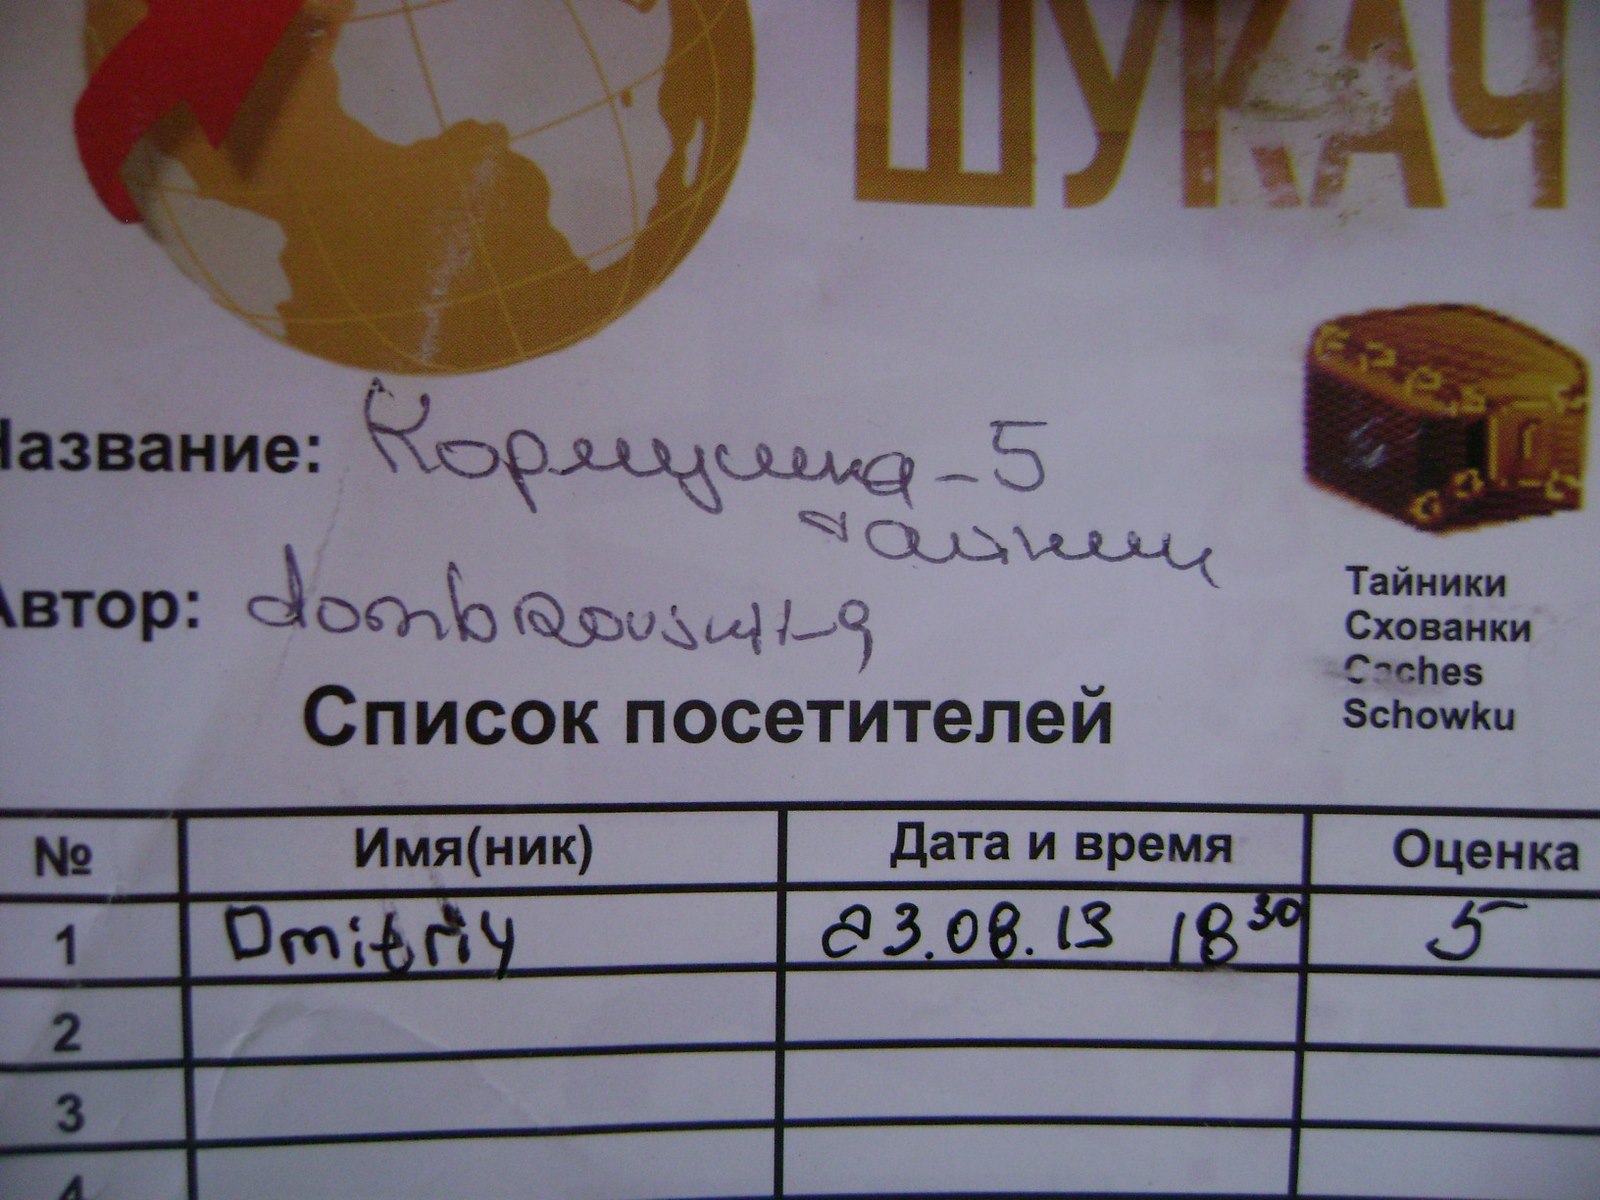 ШУКАЧ
Название: Кормушка-5
тайник
Автор:
Тайники
Схованки
Caches
Schowku
Список посетителей
№ Имя(ник) Дата и время Оценка
1 Dmitriy 23.08.13 18 30 5
2
3
4